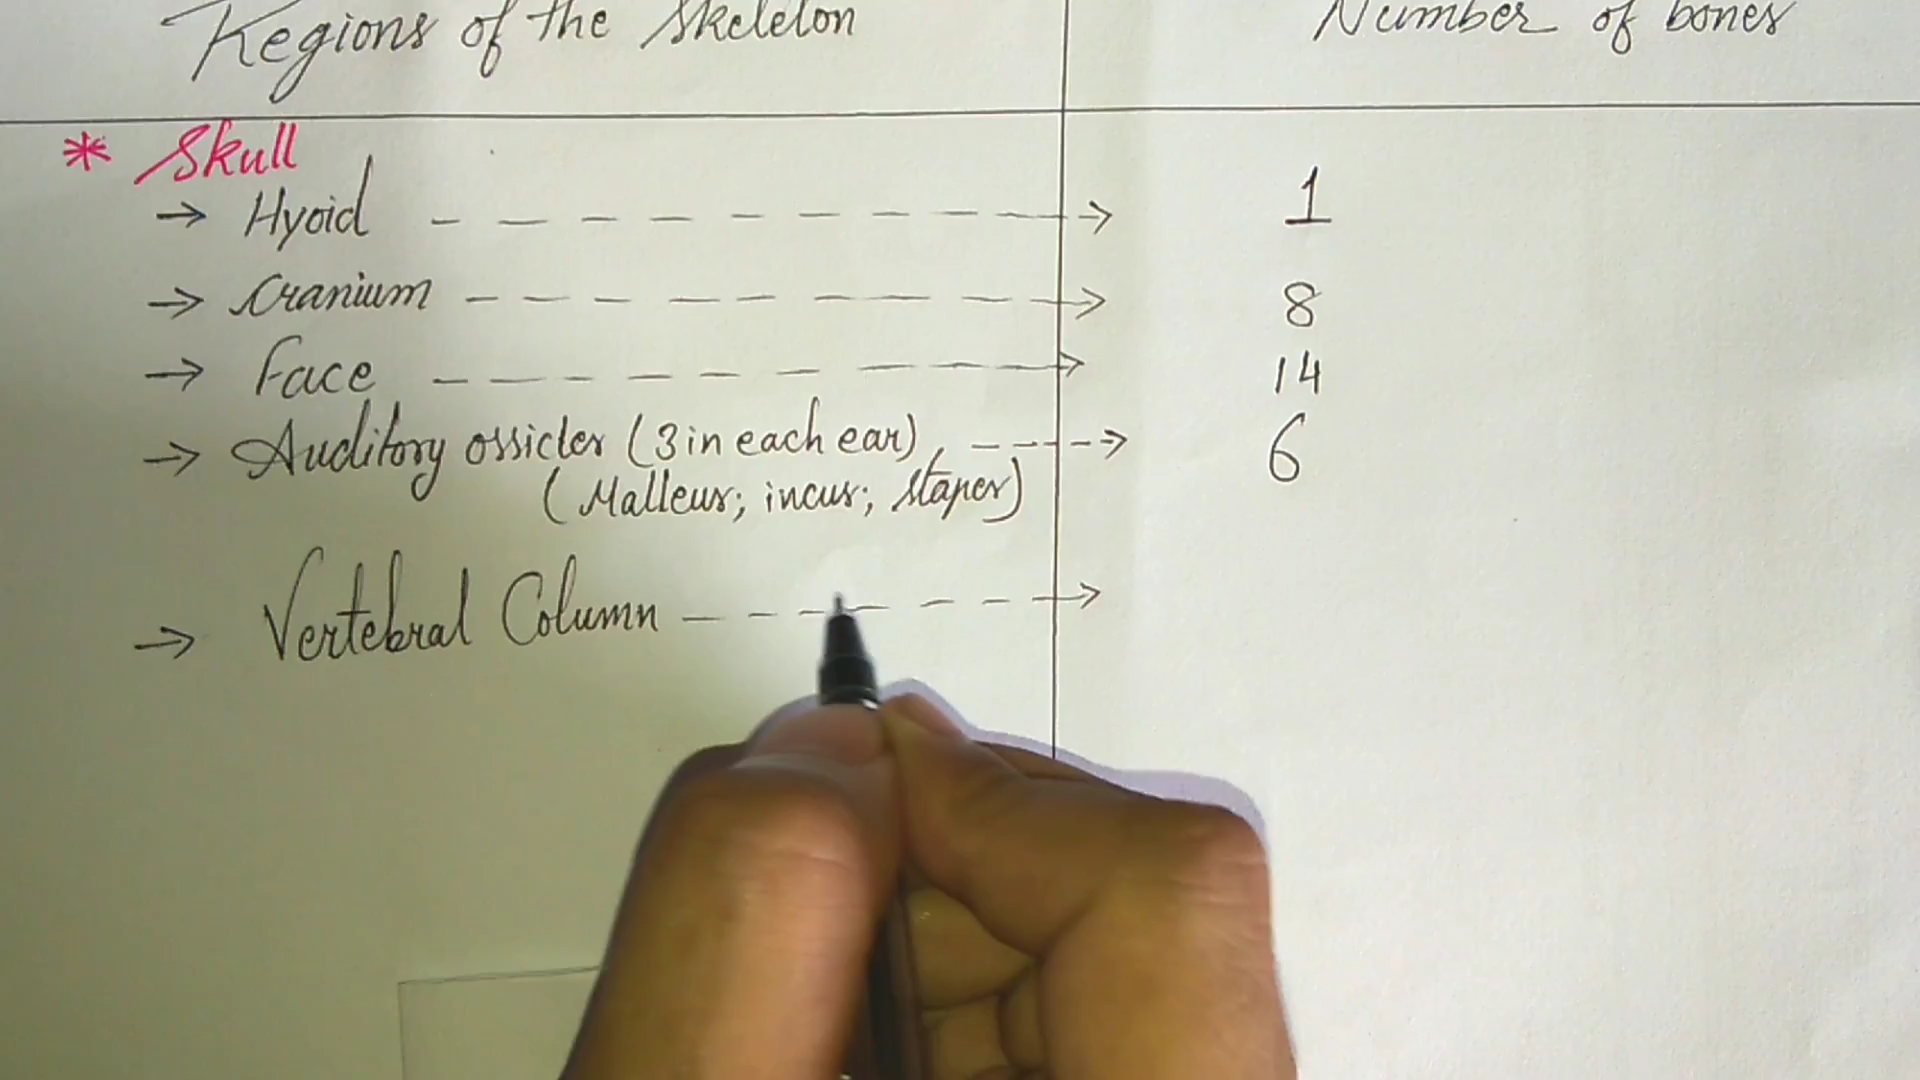 Regions of the Skeleton Number of bones
* Skull
→ Hyoid - - - - - - - - -> 1
→ Cranium - - - - - - - -> 8
→ Face - - - - - - - -> 14
→ Auditory ossicles (3 in each ear), - - - -> 6
(Malleus; incus; stapes)
→ Vertebral Column - - - - - ->